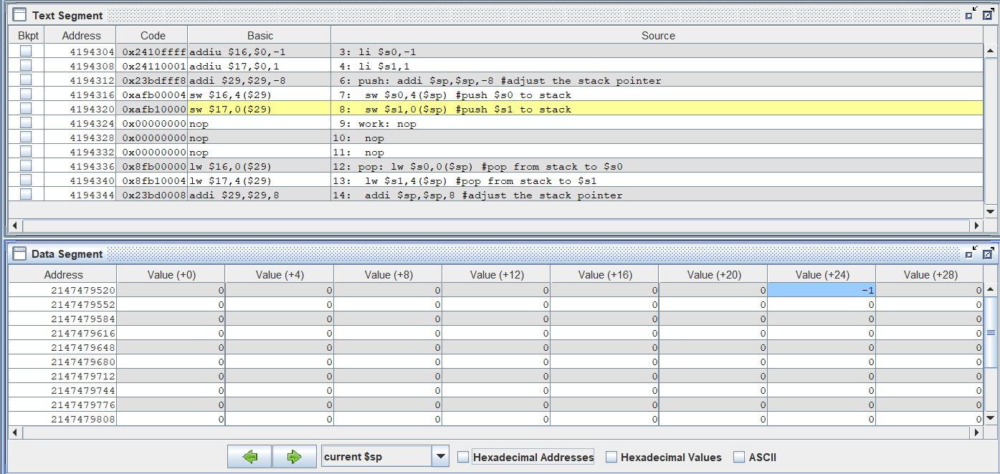 Text Segment
Bkpt Address Code Basic Source
4194304 0x2410ffff addiu $16,$0,-1 3: li $s0,-1
4194308 0x24110001 addiu $17,$0,1 4: li $s1,1
4194312 0x23bdfff8 addi $29,$29,-8 6: push: addi $sp,$sp,-8 #adjust the stack pointer
4194316 0xafb00004 sw $16,4($29) 7: sw $s0,4($sp) #push $s0 to stack
4194320 0xafb10000 sw $17,0($29) 8: sw $s1,0($sp) #push $s1 to stack
4194324 0x00000000 nop 9: work: nop
4194328 0x00000000 nop 10: nop
4194332 0x00000000 nop 11: nop
4194336 0x8fb00000 lw $16,0($29) 12: pop: lw $s0,0($sp) #pop from stack to $s0
4194340 0x8fb10004 lw $17,4($29) 13: lw $s1,4($sp) #pop from stack to $s1
4194344 0x23bd0008 addi $29,$29,8 14: addi $sp,$sp,8 #adjust the stack pointer
Data Segment
Address Value (+0) Value (+4) Value (+8) Value (+12) Value (+16) Value (+20) Value (+24) Value (+28)
2147479520 0 0 0 0 0 0 -1 0
2147479552 0 0 0 0 0 0 0 0
2147479584 0 0 0 0 0 0 0 0
2147479616 0 0 0 0 0 0 0 0
2147479648 0 0 0 0 0 0 0 0
2147479680 0 0 0 0 0 0 0 0
2147479712 0 0 0 0 0 0 0 0
2147479744 0 0 0 0 0 0 0 0
2147479776 0 0 0 0 0 0 0 0
2147479808 0 0 0 0 0 0 0 0
current $sp Hexadecimal Addresses Hexadecimal Values ASCII